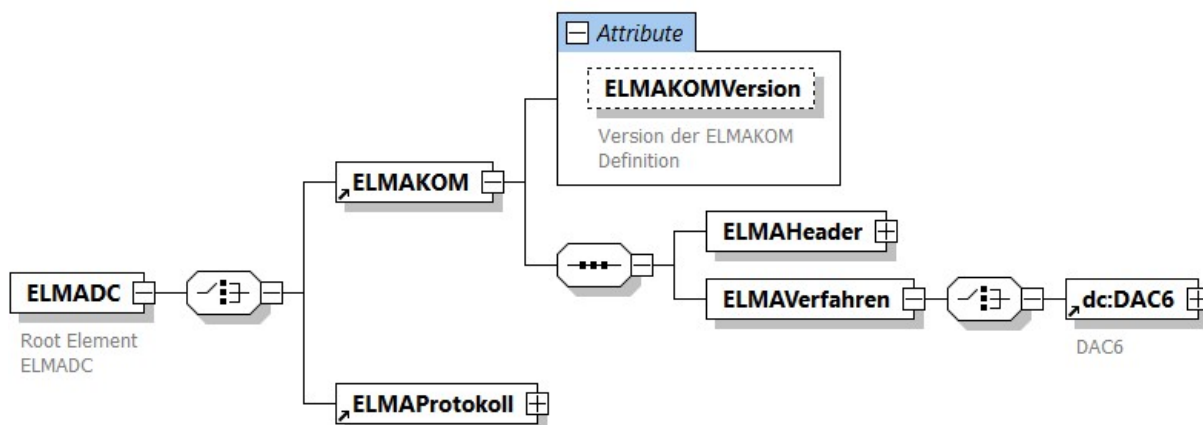 Attribute
ELMAKOMVersion
Version der ELMAKOM
Definition
ELMAKOM
ELMAHeader
ELMADC
ELMAVerfahren
dc:DAC6
Root Element
ELMADC
DAC6
ELMAProtokoll